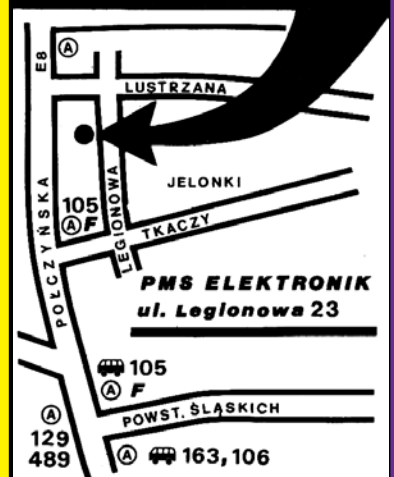 E8
Ⓐ
LUSTRZANA
JELONKI
105
Ⓐ F
POŁCZYŃSKA
LEGIONOWA
TKACZY
PMS ELEKTRONIK
ul. Legionowa 23
105
Ⓐ F
POWST. ŚLĄSKICH
Ⓐ
129
489
Ⓐ 163, 106